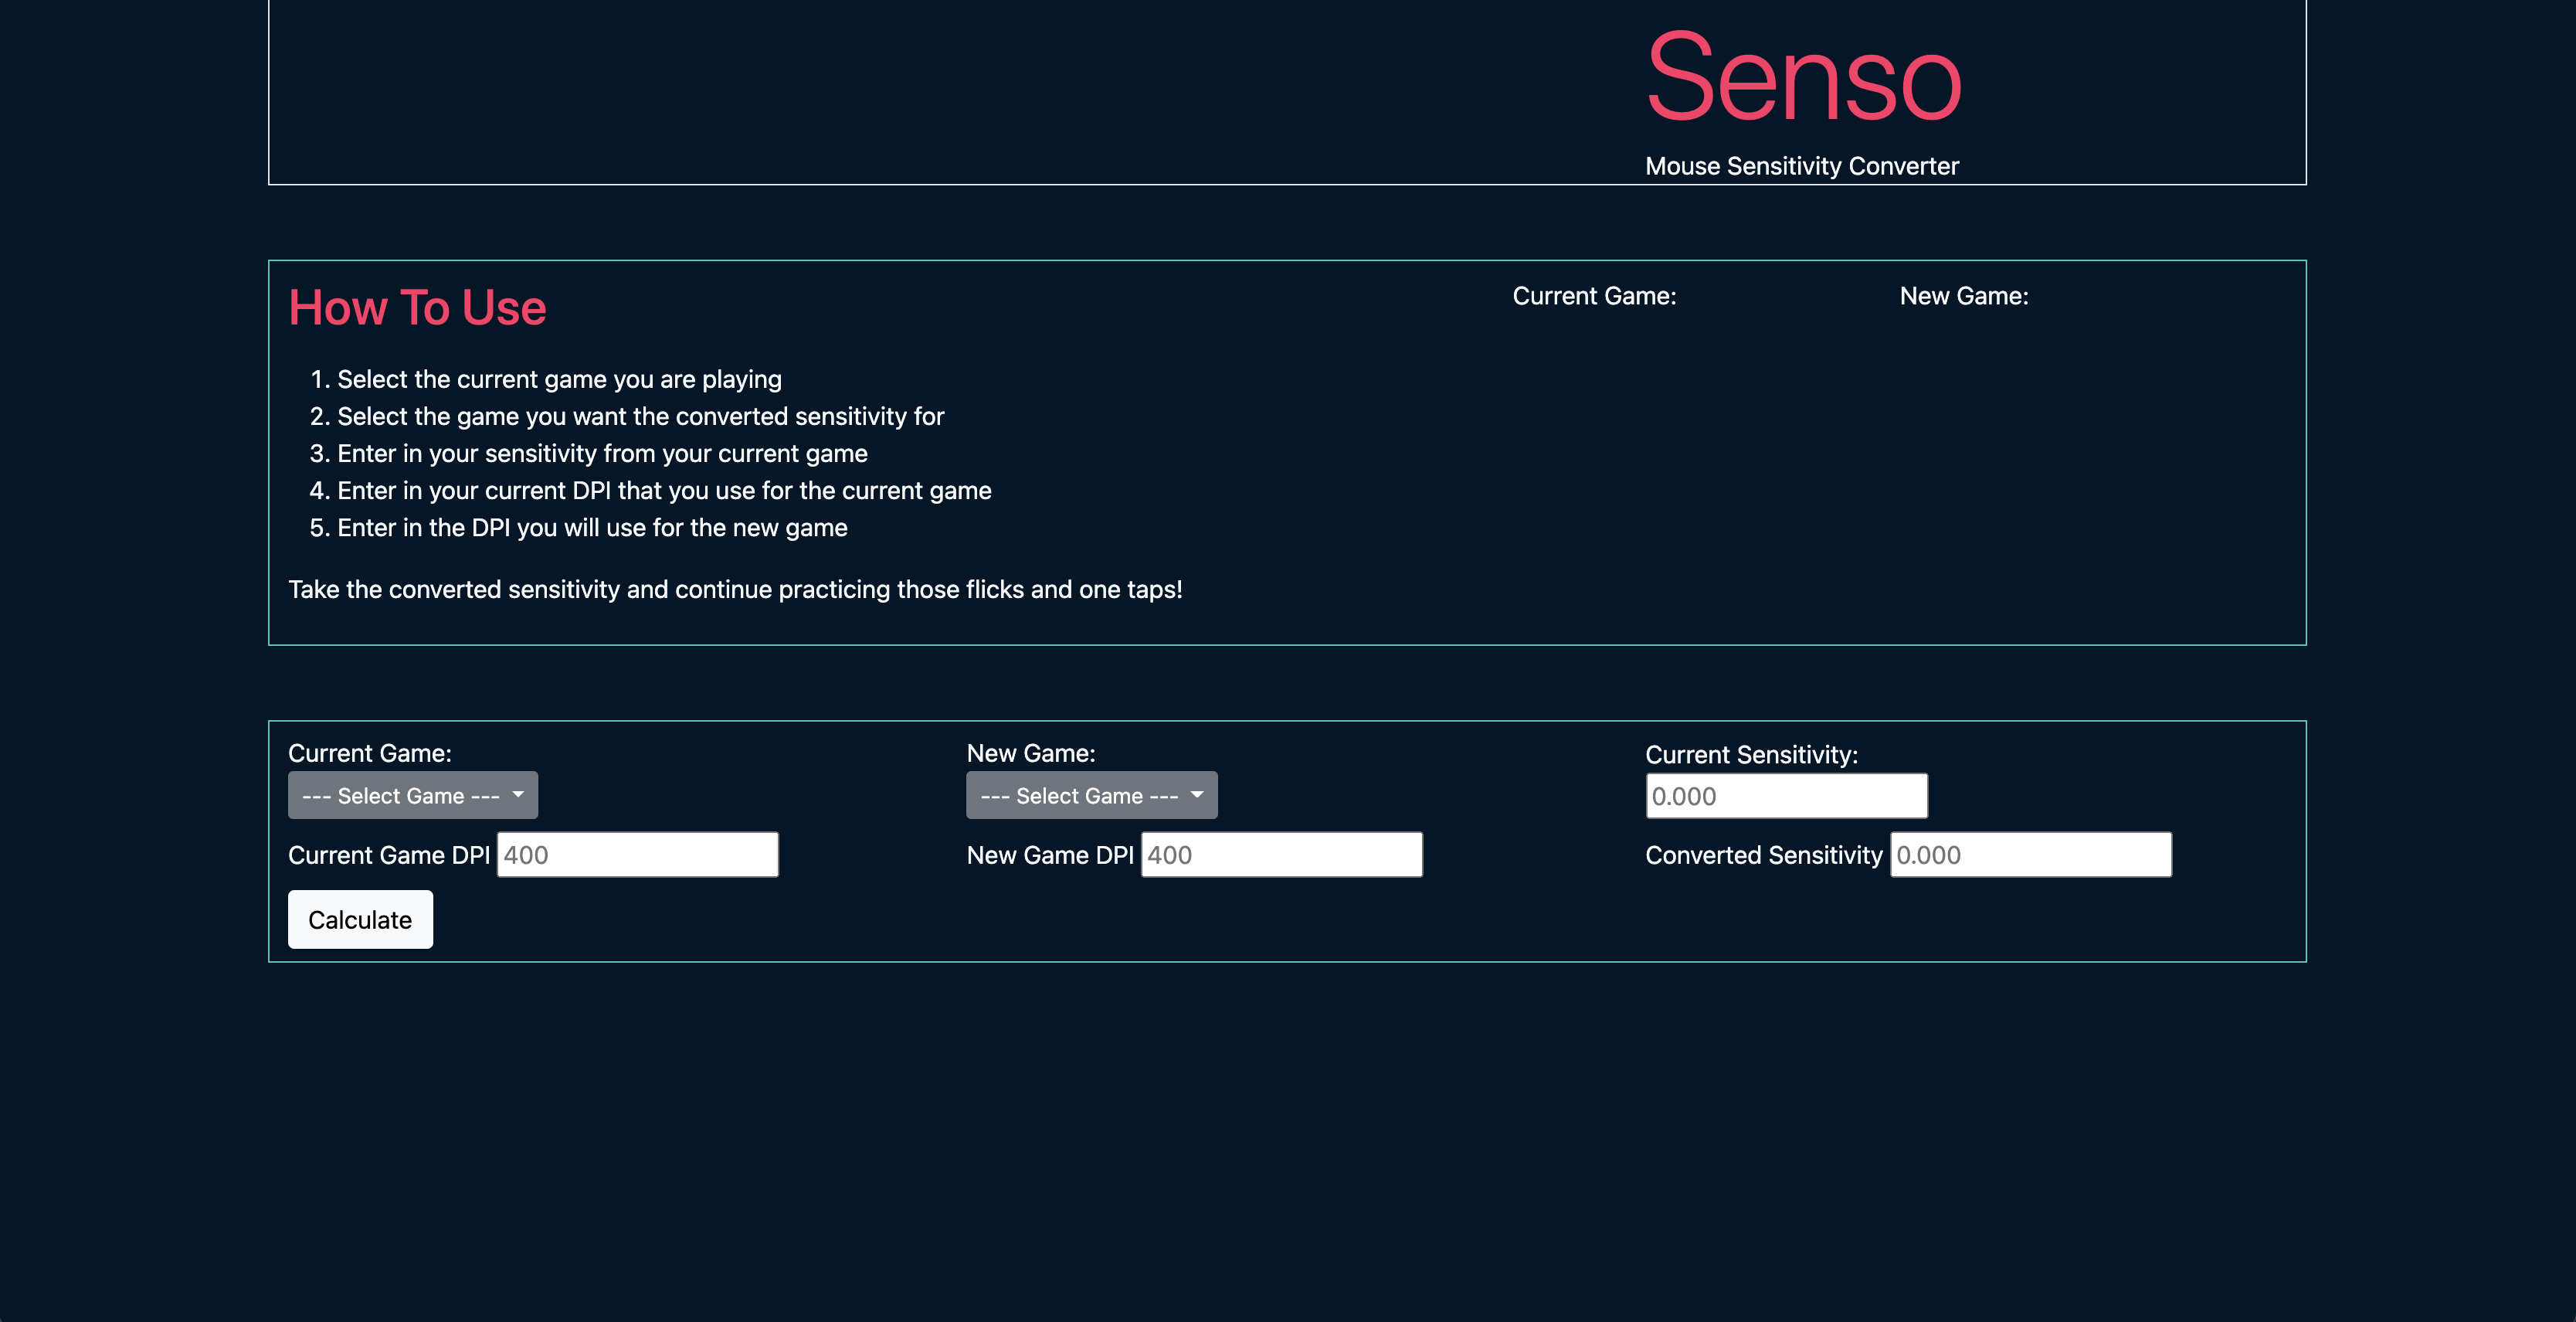 Senso
Mouse Sensitivity Converter
How To Use
Current Game:
New Game:
1. Select the current game you are playing
2. Select the game you want the converted sensitivity for
3. Enter in your sensitivity from your current game
4. Enter in your current DPI that you use for the current game
5. Enter in the DPI you will use for the new game
Take the converted sensitivity and continue practicing those flicks and one taps!
Current Game:
--- Select Game ---
New Game:
--- Select Game ---
Current Sensitivity:
0.000
Current Game DPI 400
New Game DPI 400
Converted Sensitivity 0.000
Calculate